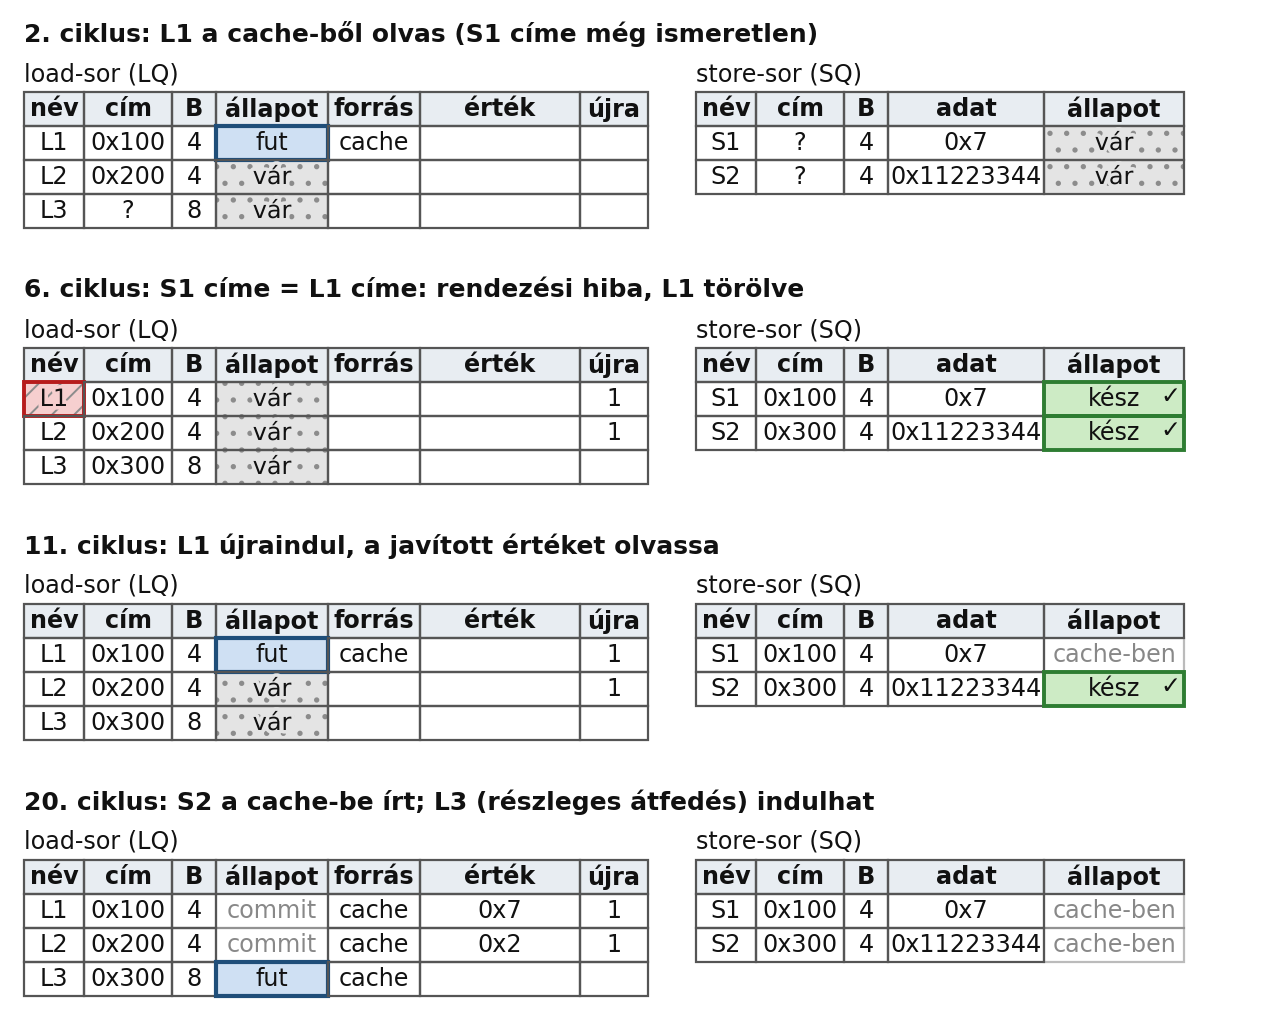 2. ciklus: L1 a cache-ből olvas (S1 címe még ismeretlen)
load-sor (LQ) store-sor (SQ)
név cím B állapot forrás érték újra név cím B adat állapot
L1 0x100 4 fut cache S1 ? 4 0x7 vár
L2 0x200 4 vár S2 ? 4 0x11223344 vár
L3 ? 8 vár
6. ciklus: S1 címe = L1 címe: rendezési hiba, L1 törölve
load-sor (LQ) store-sor (SQ)
név cím B állapot forrás érték újra név cím B adat állapot
L1 0x100 4 vár 1 S1 0x100 4 0x7 kész ✓
L2 0x200 4 vár 1 S2 0x300 4 0x11223344 kész ✓
L3 0x300 8 vár
11. ciklus: L1 újraindul, a javított értéket olvassa
load-sor (LQ) store-sor (SQ)
név cím B állapot forrás érték újra név cím B adat állapot
L1 0x100 4 fut cache 1 S1 0x100 4 0x7 cache-ben
L2 0x200 4 vár 1 S2 0x300 4 0x11223344 kész ✓
L3 0x300 8 vár
20. ciklus: S2 a cache-be írt; L3 (részleges átfedés) indulhat
load-sor (LQ) store-sor (SQ)
név cím B állapot forrás érték újra név cím B adat állapot
L1 0x100 4 commit cache 0x7 1 S1 0x100 4 0x7 cache-ben
L2 0x200 4 commit cache 0x2 1 S2 0x300 4 0x11223344 cache-ben
L3 0x300 8 fut cache